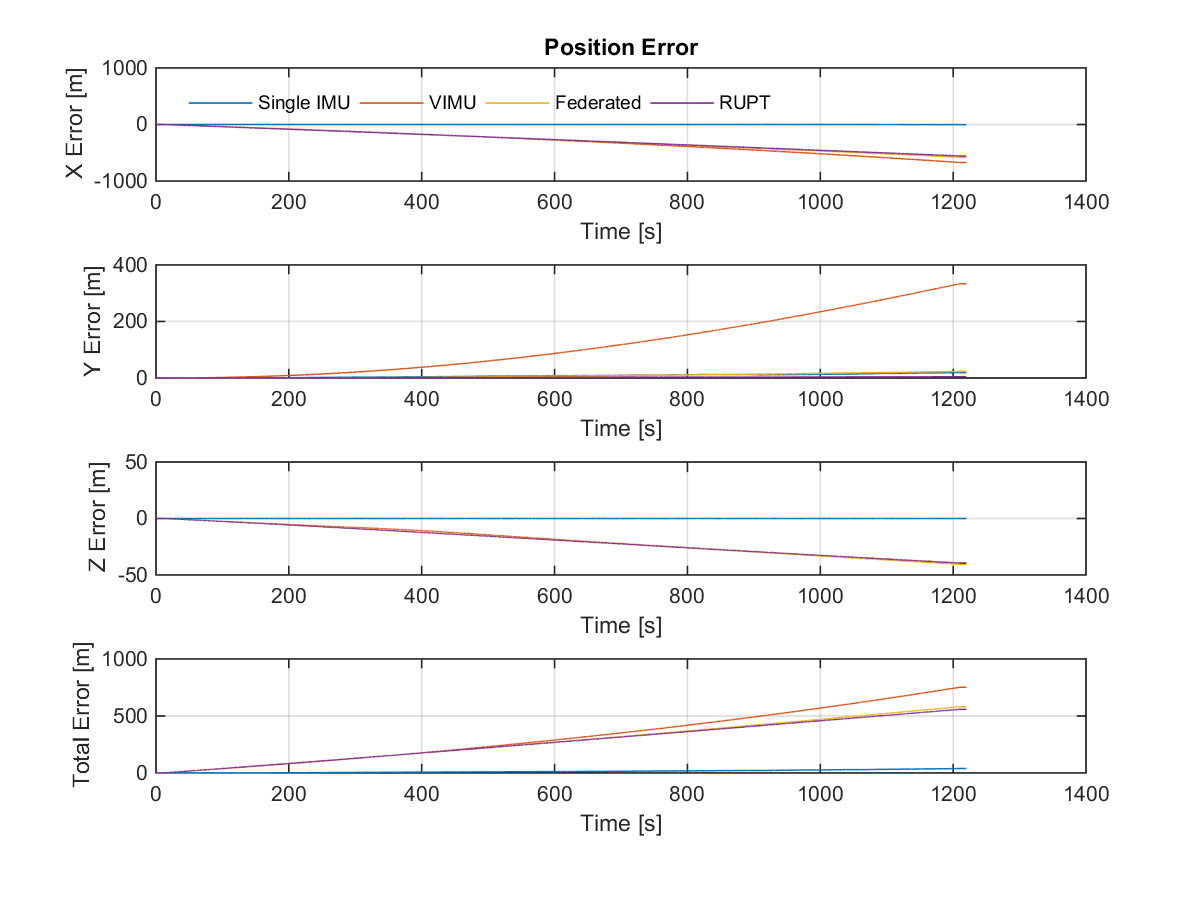 Position Error
1000
0
-1000
X Error [m]
Single IMU VIMU Federated RUPT
0 200 400 600 800 1000 1200 1400
Time [s]
400
200
0
Y Error [m]
0 200 400 600 800 1000 1200 1400
Time [s]
50
0
-50
Z Error [m]
0 200 400 600 800 1000 1200 1400
Time [s]
1000
500
0
Total Error [m]
0 200 400 600 800 1000 1200 1400
Time [s]